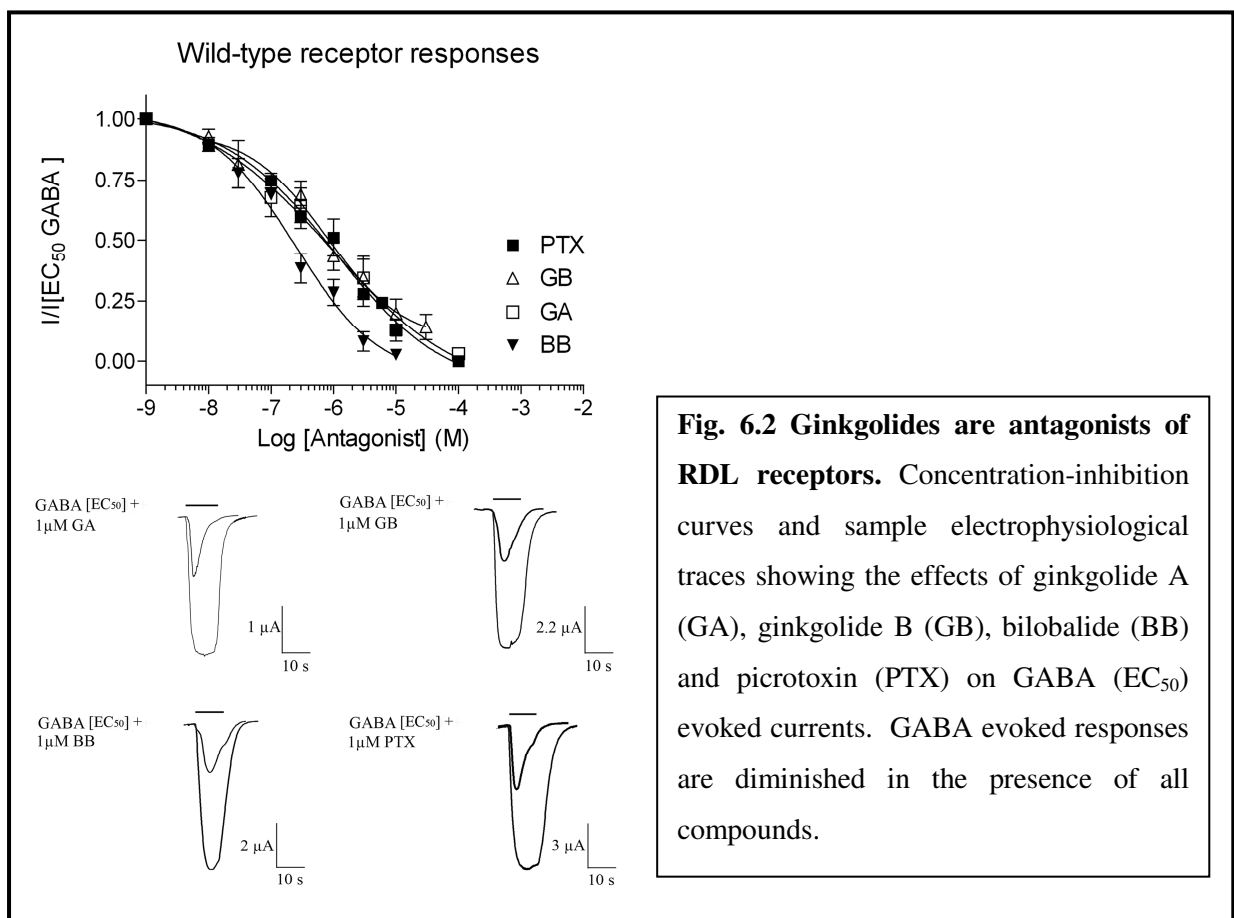 Wild-type receptor responses
I/I[EC₅₀ GABA ]
1.00
0.75
0.50
0.25
0.00
PTX
GB
GA
BB
-9 -8 -7 -6 -5 -4 -3 -2
Log [Antagonist] (M)
GABA [EC₅₀] +
1µM GA
1 µA
10 s
GABA [EC₅₀] +
1µM GB
2.2 µA
10 s
GABA [EC₅₀] +
1µM BB
2 µA
10 s
GABA [EC₅₀] +
1µM PTX
3 µA
10 s
Fig. 6.2 Ginkgolides are antagonists of
RDL receptors. Concentration-inhibition
curves and sample electrophysiological
traces showing the effects of ginkgolide A
(GA), ginkgolide B (GB), bilobalide (BB)
and picrotoxin (PTX) on GABA (EC₅₀)
evoked currents. GABA evoked responses
are diminished in the presence of all
compounds.